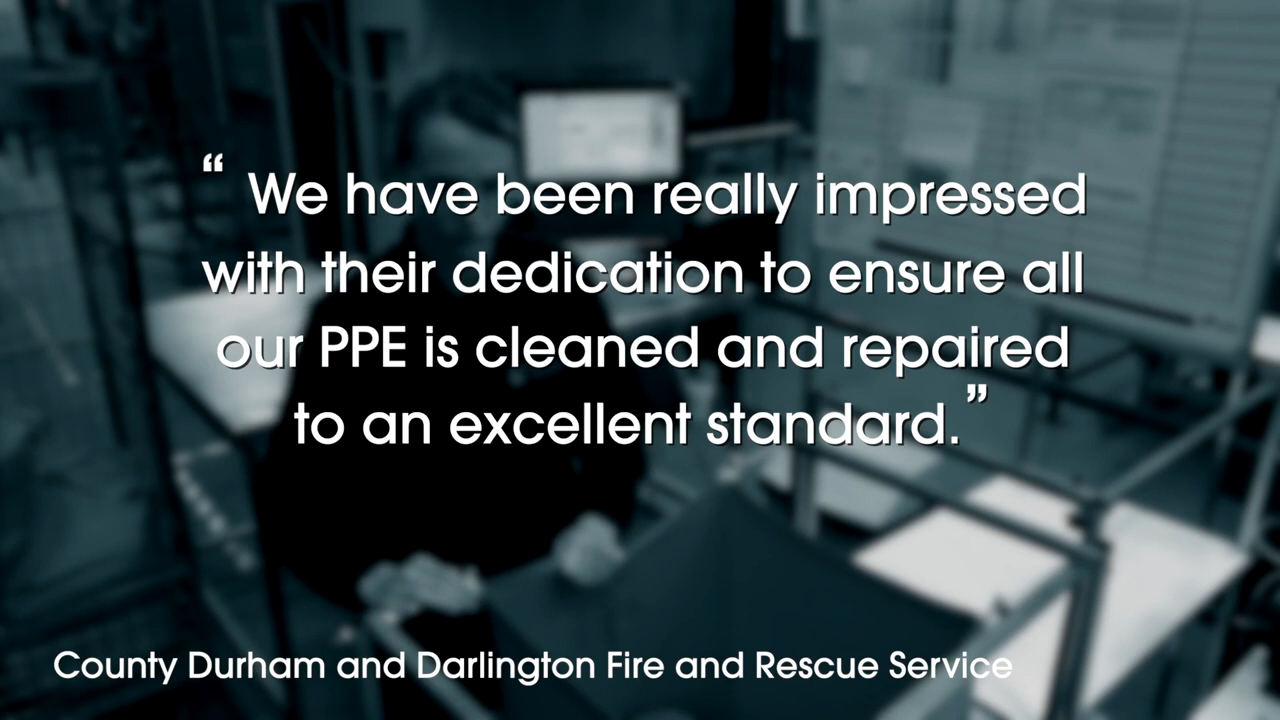 “ We have been really impressed
with their dedication to ensure all
our PPE is cleaned and repaired
to an excellent standard.”
County Durham and Darlington Fire and Rescue Service